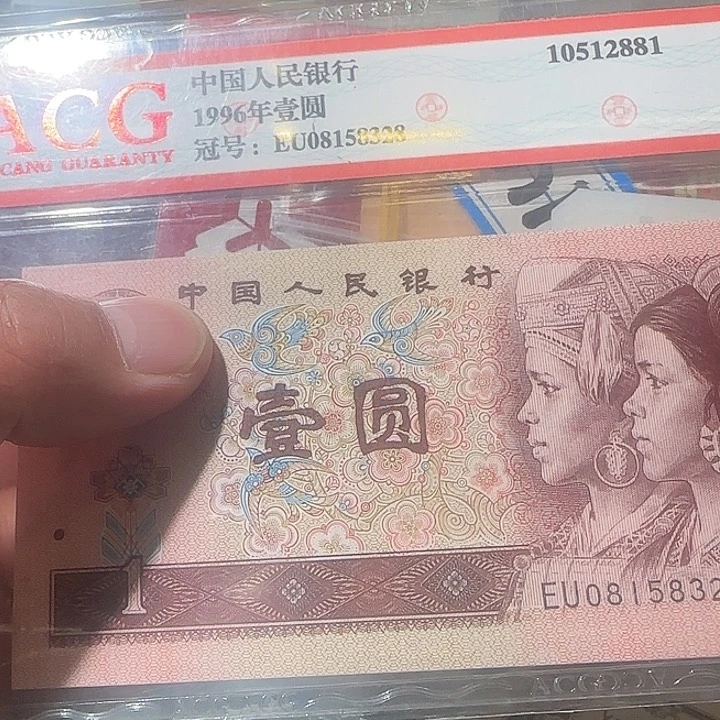 ACG
CANG GUARANTY
中国人民银行
1996年壹圆
冠号：EU08158328
10512881
中国人民银行
壹圆
1
EU0815832